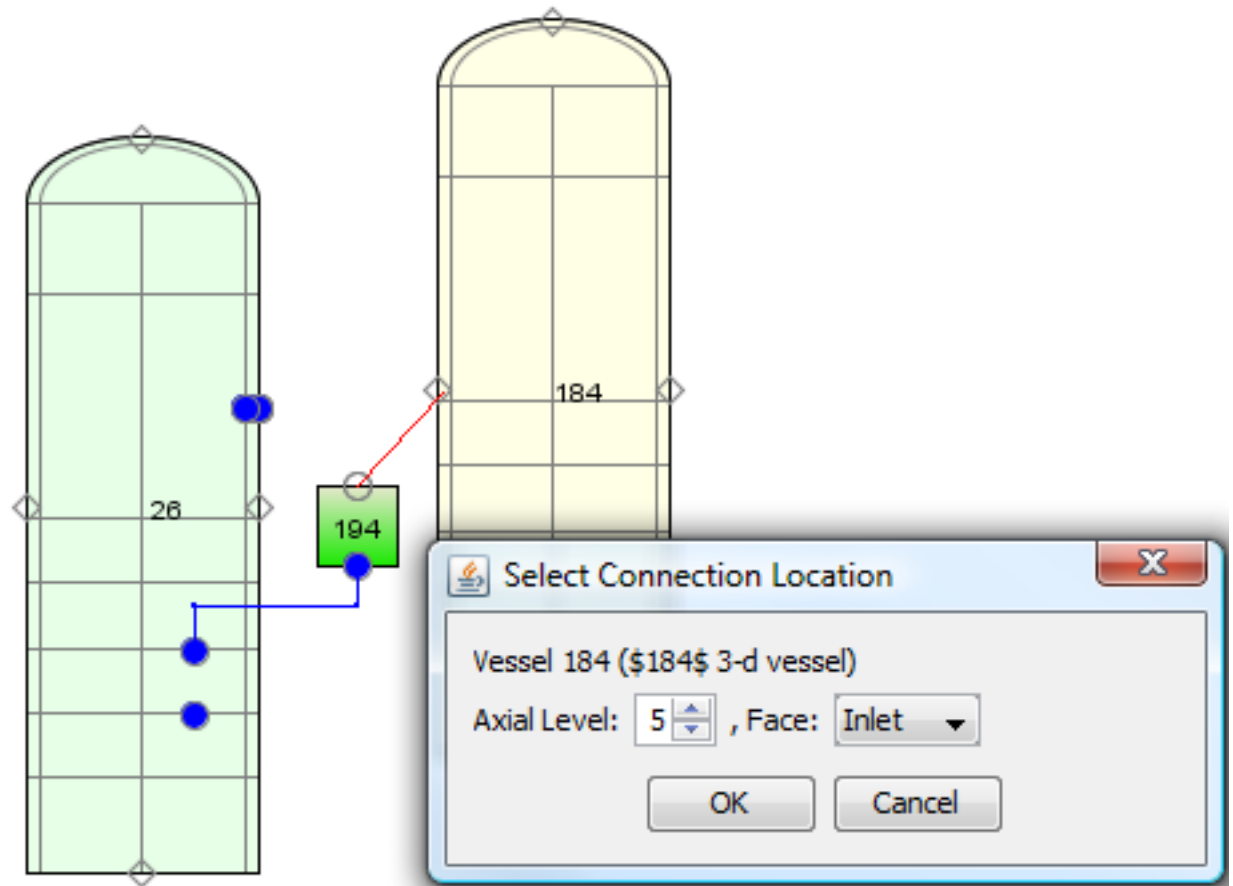 184
26
194
Select Connection Location
Vessel 184 ($184$ 3-d vessel)
Axial Level: 5 , Face: Inlet
OK Cancel